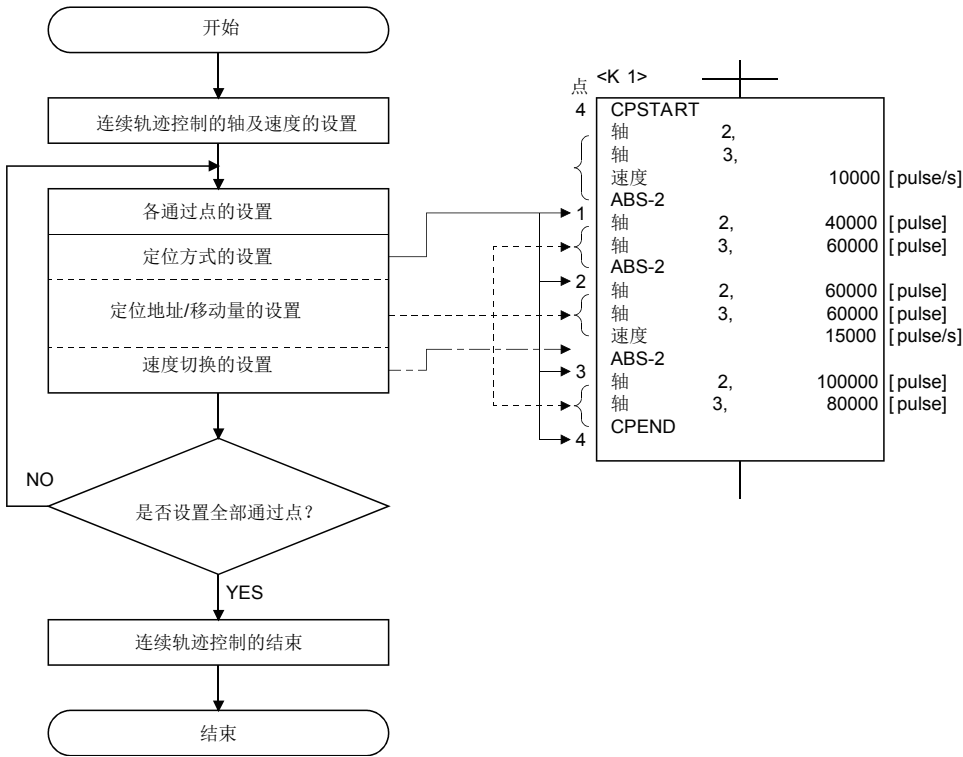 开始
连续轨迹控制的轴及速度的设置
各通过点的设置
定位方式的设置
定位地址/移动量的设置
速度切换的设置
NO
是否设置全部通过点？
YES
连续轨迹控制的结束
结束
点 <K 1>
4 CPSTART
轴 2,
轴 3,
速度 10000 [pulse/s]
ABS-2
1 轴 2, 40000 [pulse]
轴 3, 60000 [pulse]
ABS-2
2 轴 2, 60000 [pulse]
轴 3, 60000 [pulse]
速度 15000 [pulse/s]
ABS-2
3 轴 2, 100000 [pulse]
轴 3, 80000 [pulse]
CPEND
4